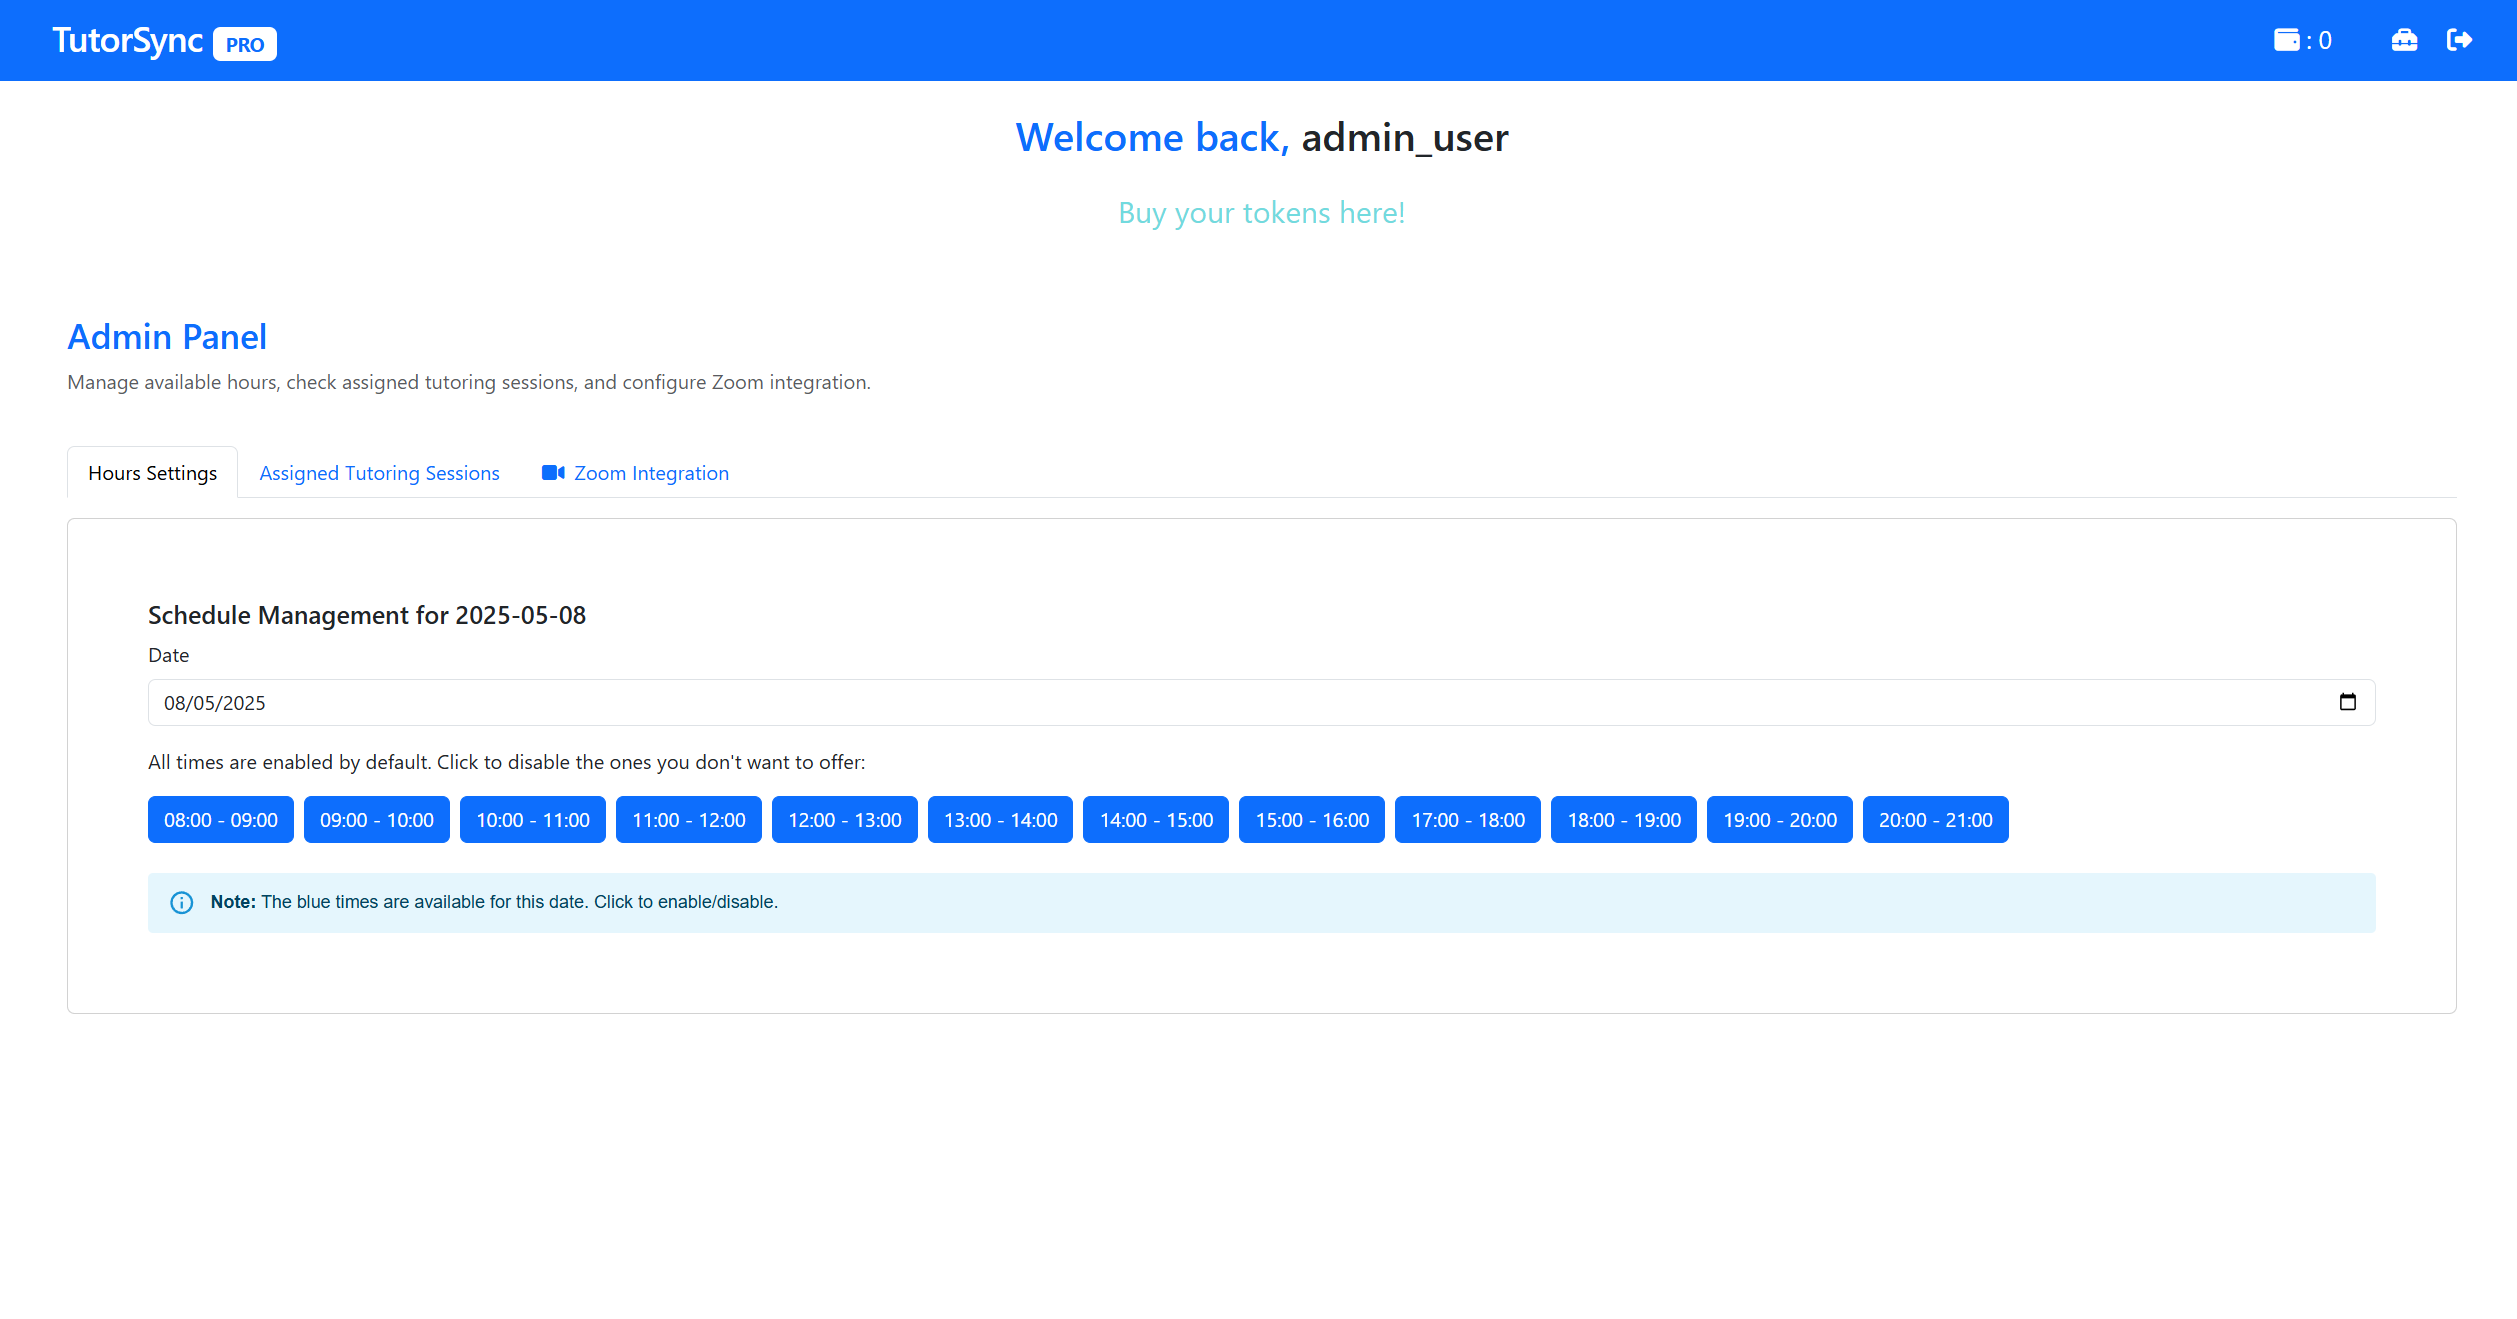 TutorSync PRO
: 0
Welcome back, admin_user
Buy your tokens here!
Admin Panel
Manage available hours, check assigned tutoring sessions, and configure Zoom integration.
Hours Settings Assigned Tutoring Sessions Zoom Integration
Schedule Management for 2025-05-08
Date
08/05/2025
All times are enabled by default. Click to disable the ones you don't want to offer:
08:00 - 09:00 09:00 - 10:00 10:00 - 11:00 11:00 - 12:00 12:00 - 13:00 13:00 - 14:00 14:00 - 15:00 15:00 - 16:00 17:00 - 18:00 18:00 - 19:00 19:00 - 20:00 20:00 - 21:00
Note: The blue times are available for this date. Click to enable/disable.